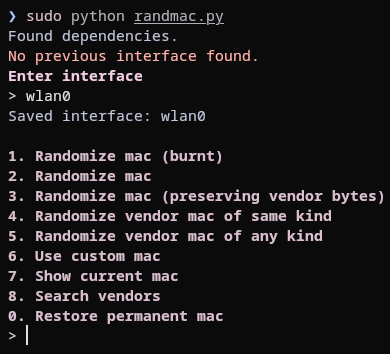 ❯ sudo python randmac.py
Found dependencies.
No previous interface found.
Enter interface
> wlan0
Saved interface: wlan0
1. Randomize mac (burnt)
2. Randomize mac
3. Randomize mac (preserving vendor bytes)
4. Randomize vendor mac of same kind
5. Randomize vendor mac of any kind
6. Use custom mac
7. Show current mac
8. Search vendors
0. Restore permanent mac
>